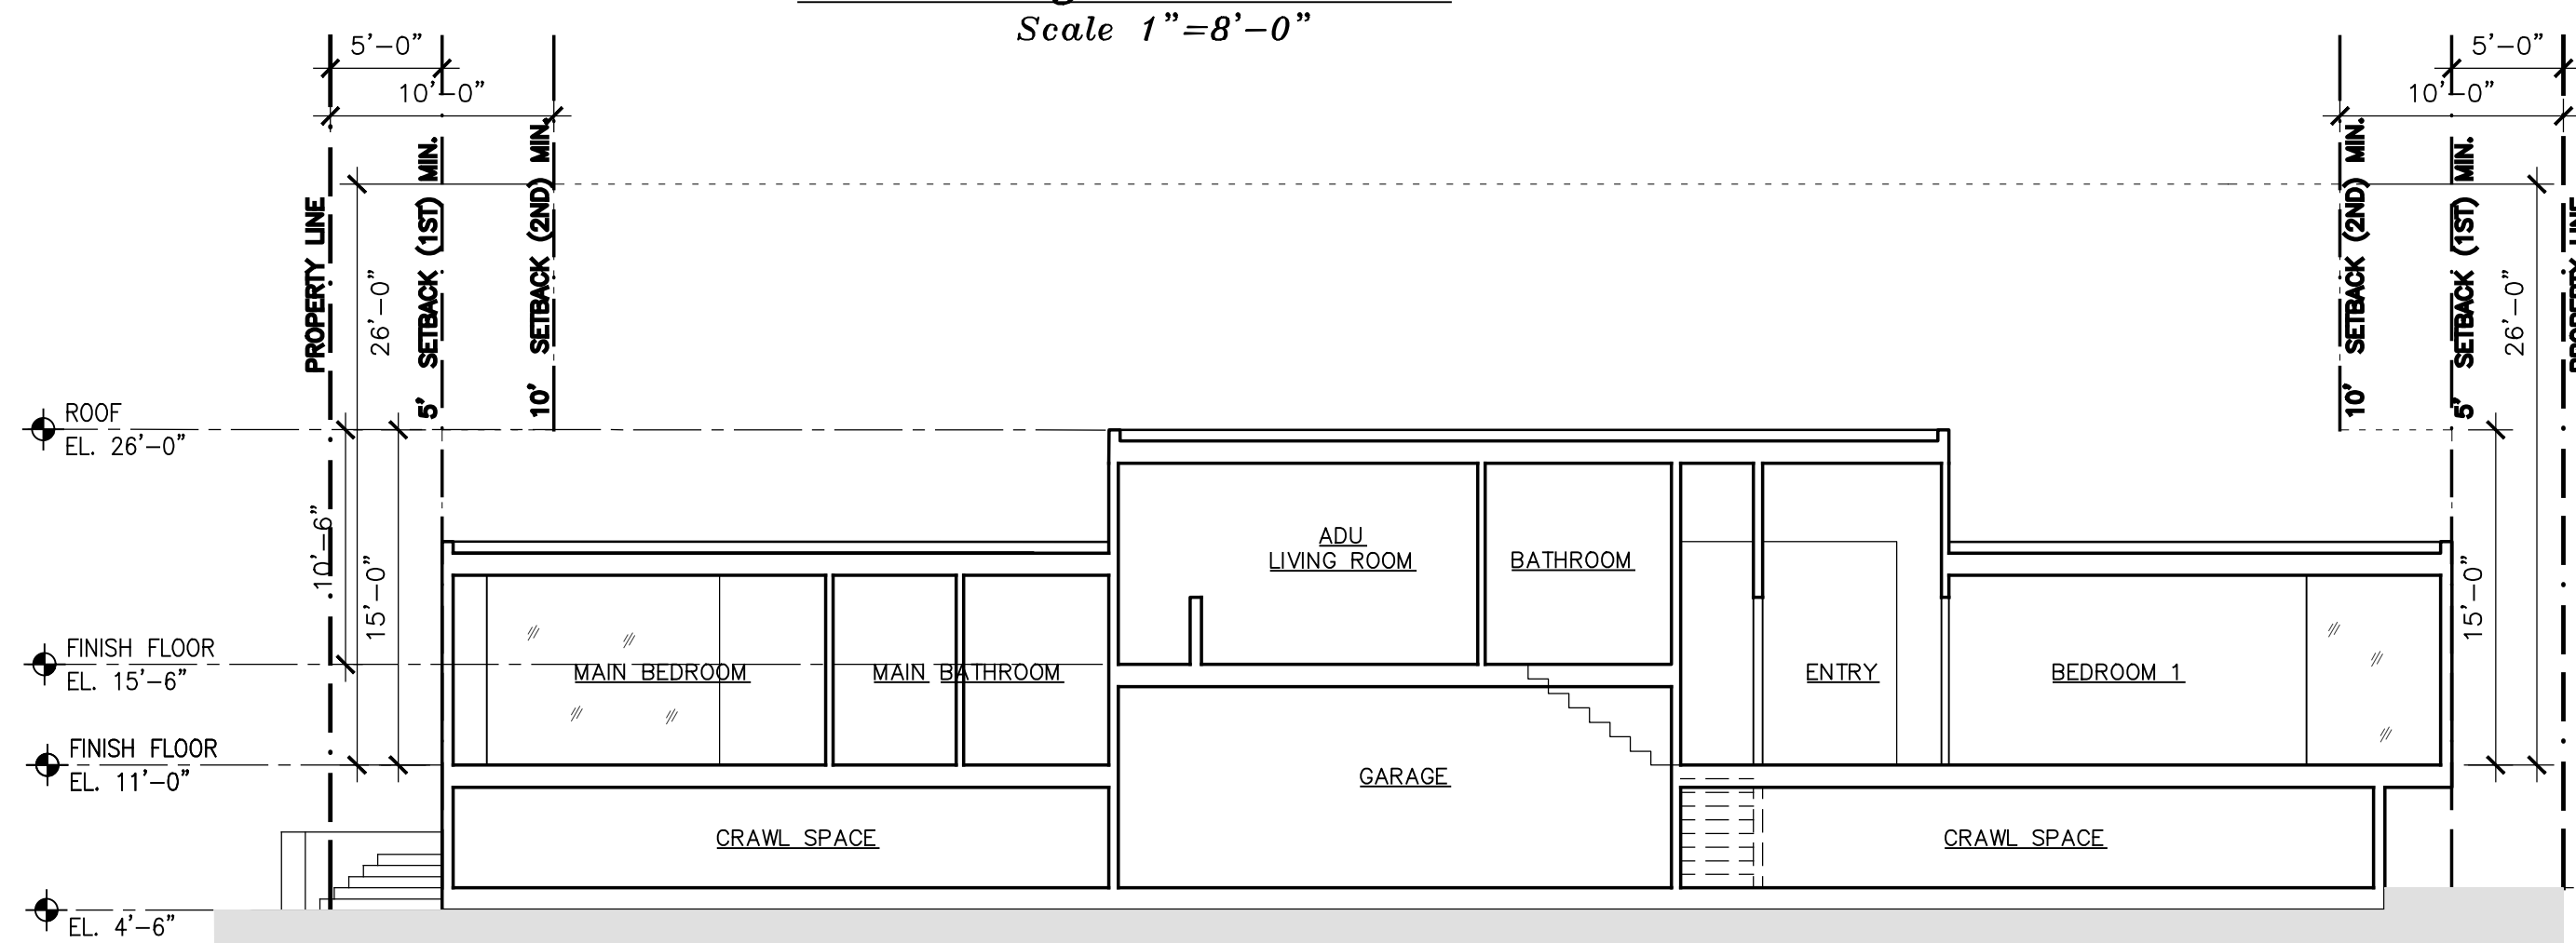 Scale 1"=8'-0"
5'-0"
10'-0"
5'-0"
10'-0"
PROPERTY LINE
5' SETBACK (1ST) MIN.
10' SETBACK (2ND) MIN.
10' SETBACK (2ND) MIN.
5' SETBACK (1ST) MIN.
PROPERTY LINE
26'-0"
26'-0"
ROOF
EL. 26'-0"
10'-6"
15'-0"
15'-0"
ADU
LIVING ROOM
BATHROOM
FINISH FLOOR
EL. 15'-6"
MAIN BEDROOM
MAIN BATHROOM
ENTRY
BEDROOM 1
FINISH FLOOR
EL. 11'-0"
GARAGE
CRAWL SPACE
CRAWL SPACE
EL. 4'-6"